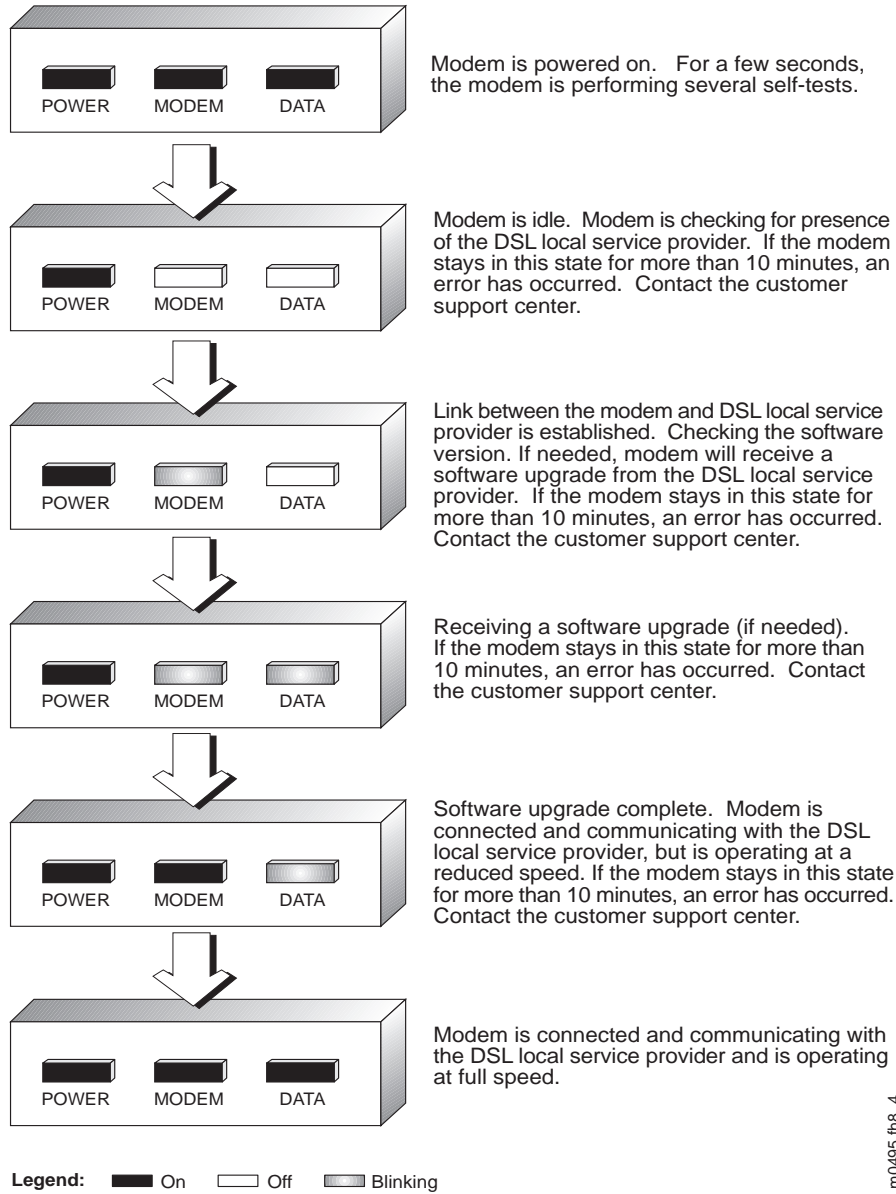 Modem is powered on. For a few seconds,
the modem is performing several self-tests.
POWER MODEM DATA
Modem is idle. Modem is checking for presence
of the DSL local service provider. If the modem
stays in this state for more than 10 minutes, an
error has occurred. Contact the customer
support center.
POWER MODEM DATA
Link between the modem and DSL local service
provider is established. Checking the software
version. If needed, modem will receive a
software upgrade from the DSL local service
provider. If the modem stays in this state for
more than 10 minutes, an error has occurred.
Contact the customer support center.
POWER MODEM DATA
Receiving a software upgrade (if needed).
If the modem stays in this state for more than
10 minutes, an error has occurred. Contact
the customer support center.
POWER MODEM DATA
Software upgrade complete. Modem is
connected and communicating with the DSL
local service provider, but is operating at a
reduced speed. If the modem stays in this state
for more than 10 minutes, an error has occurred.
Contact the customer support center.
POWER MODEM DATA
Modem is connected and communicating with
the DSL local service provider and is operating
at full speed.
POWER MODEM DATA
Legend: On Off Blinking